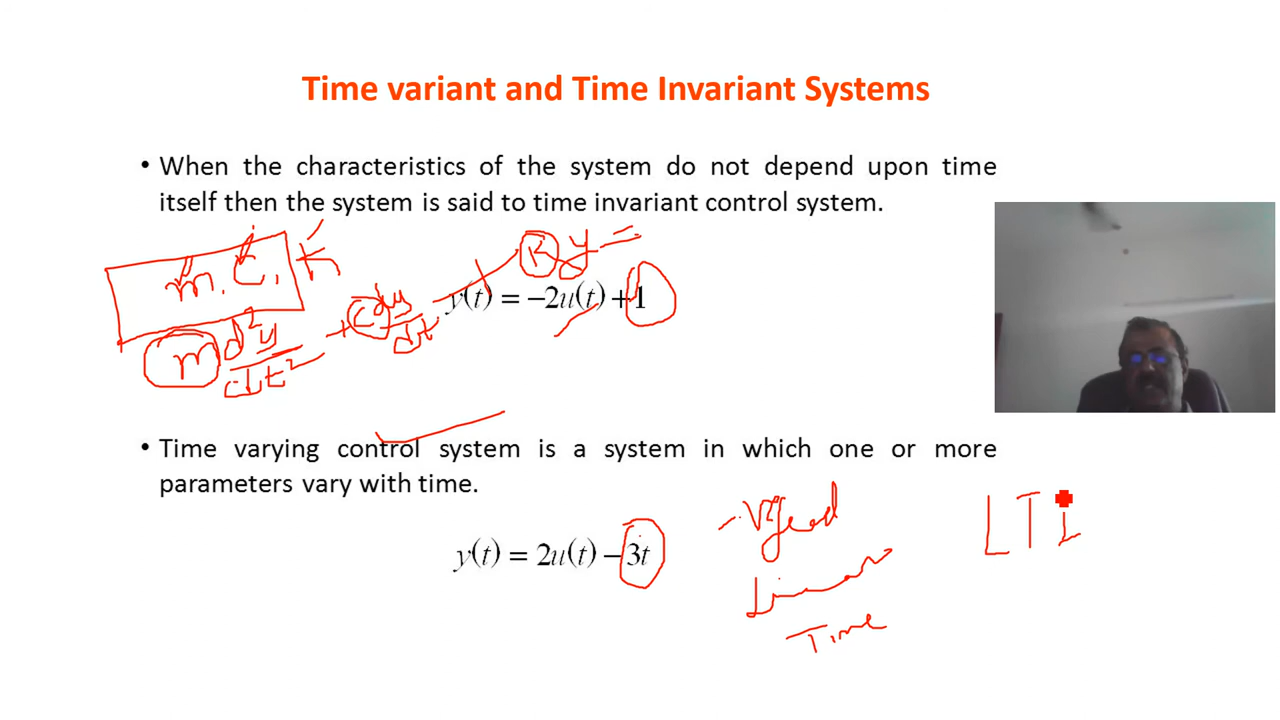 Time variant and Time Invariant Systems
• When the characteristics of the system do not depend upon time
itself then the system is said to time invariant control system.
m, C, K
K y =
y(t) = −2u(t) + 1
m d²y/dt² + C dy/dt +
• Time varying control system is a system in which one or more
parameters vary with time.
LTI
y(t) = 2u(t) − 3t
Linear
Time